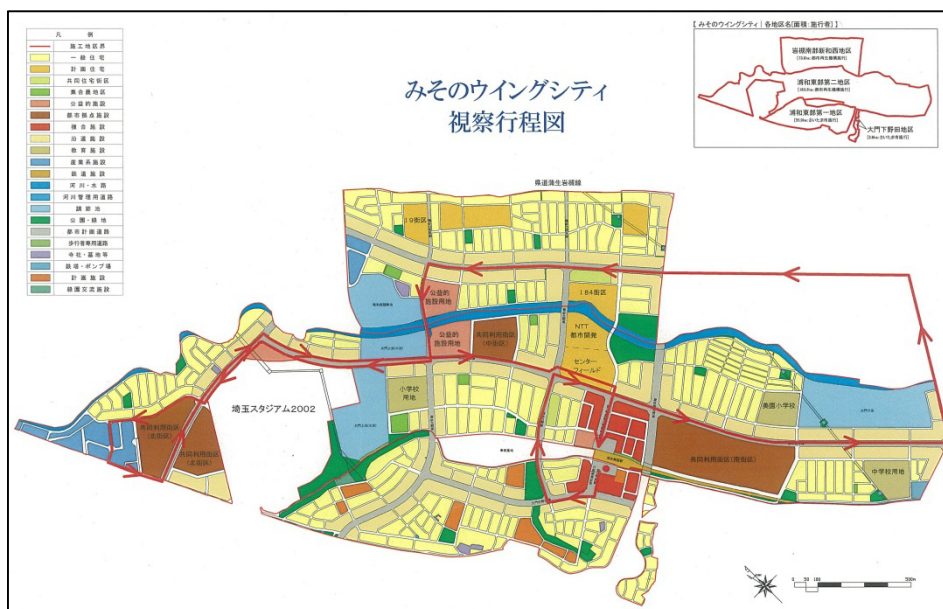 みそのウイングシティ
視察行程図
凡 例
施工地区界
一般住宅
計画住宅
共同住宅街区
集合農地区
公益的施設
都市拠点施設
複合施設
沿道施設
教育施設
産業系施設
鉄道施設
河川・水路
河川管理用道路
調節池
公園・緑地
都市計画道路
歩行者専用道路
寺社・墓地等
鉄塔・ポンプ場
計画施設
緑園交流施設
【 みそのウイングシティ | 各地区名[面積:施行者] 】
岩槻南部新和西地区
浦和東部第二地区
浦和東部第一地区
大門下野田地区
県道蒲生岩槻線
19街区
公益的
施設用地
184街区
公益的
施設用地
共同利用街区
(中街区)
NTT
都市開発
センター
フィールド
小学校
用地
埼玉スタジアム2002
共同利用街区
(北街区)
共同利用街区
(北街区)
美園小学校
共同利用街区(南街区)
中学校用地
0 50 100 500m